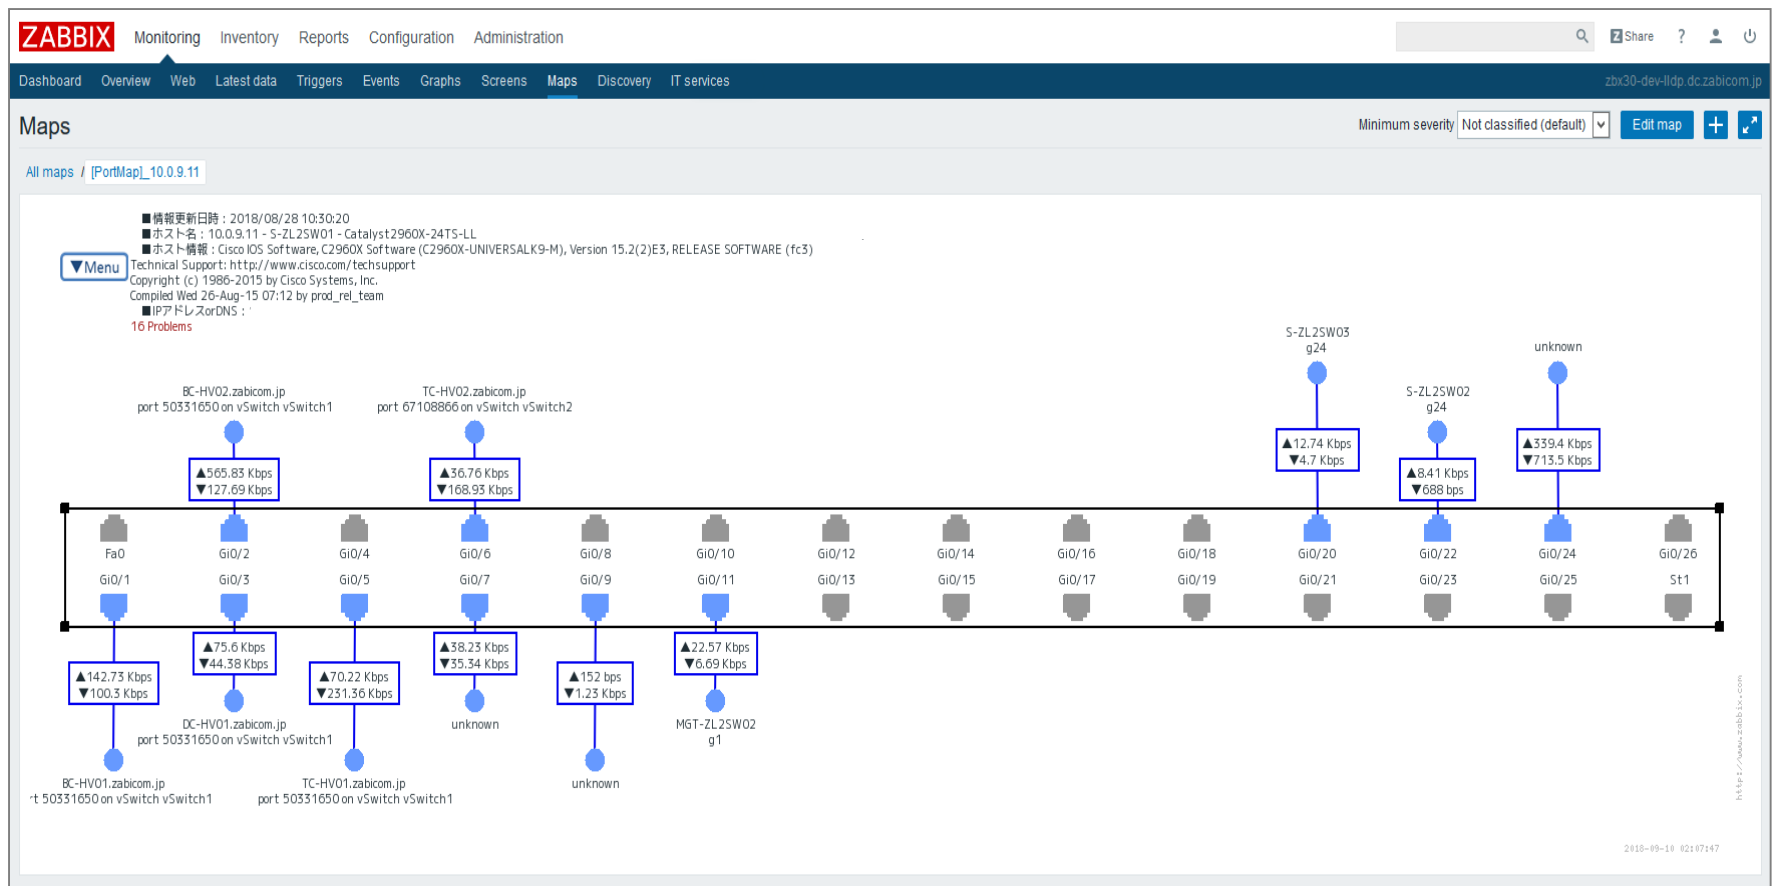 ZABBIX Monitoring Inventory Reports Configuration Administration Share ?
Dashboard Overview Web Latest data Triggers Events Graphs Screens Maps Discovery IT services zbx30-dev-lldp.dc.zabicom.jp
Maps Minimum severity Not classified (default) Edit map
All maps / [PortMap]_10.0.9.11
■情報更新日時 : 2018/08/28 10:30:20
■ホスト名 : 10.0.9.11 - S-ZL2SW01 - Catalyst2960X-24TS-LL
■ホスト情報 : Cisco IOS Software, C2960X Software (C2960X-UNIVERSALK9-M), Version 15.2(2)E3, RELEASE SOFTWARE (fc3)
▼Menu
Technical Support: http://www.cisco.com/techsupport
Copyright (c) 1986-2015 by Cisco Systems, Inc.
Compiled Wed 26-Aug-15 07:12 by prod_rel_team
■IPアドレスorDNS :
16 Problems
S-ZL2SW03
g24
unknown
BC-HV02.zabicom.jp
port 50331650 on vSwitch vSwitch1
TC-HV02.zabicom.jp
port 67108866 on vSwitch vSwitch2
S-ZL2SW02
g24
▲565.83 Kbps
▼127.69 Kbps
▲36.76 Kbps
▼168.93 Kbps
▲12.74 Kbps
▼4.7 Kbps
▲8.41 Kbps
▼688 bps
▲339.4 Kbps
▼713.5 Kbps
Fa0 Gi0/2 Gi0/4 Gi0/6 Gi0/8 Gi0/10 Gi0/12 Gi0/14 Gi0/16 Gi0/18 Gi0/20 Gi0/22 Gi0/24 Gi0/26
Gi0/1 Gi0/3 Gi0/5 Gi0/7 Gi0/9 Gi0/11 Gi0/13 Gi0/15 Gi0/17 Gi0/19 Gi0/21 Gi0/23 Gi0/25 St1
▲142.73 Kbps
▼100.3 Kbps
▲75.6 Kbps
▼44.38 Kbps
▲70.22 Kbps
▼231.36 Kbps
▲38.23 Kbps
▼35.34 Kbps
▲152 bps
▼1.23 Kbps
▲22.57 Kbps
▼6.69 Kbps
DC-HV01.zabicom.jp
port 50331650 on vSwitch vSwitch1
unknown
MGT-ZL2SW02
g1
BC-HV01.zabicom.jp
rt 50331650 on vSwitch vSwitch1
TC-HV01.zabicom.jp
port 50331650 on vSwitch vSwitch1
unknown
http://www.zabbix.com
2018-09-10 02:07:47